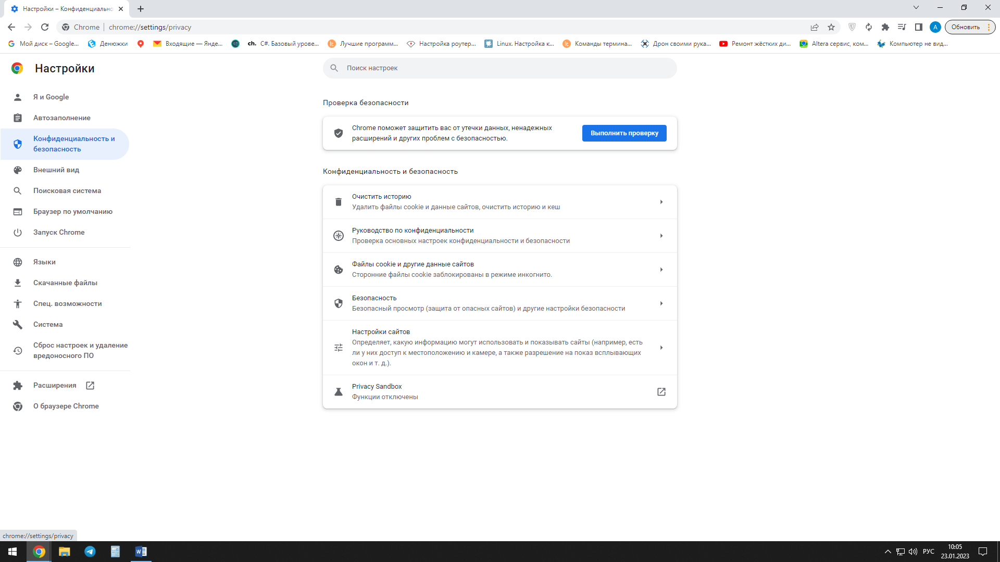 Настройки – Конфиденциально
Chrome
chrome://settings/privacy
A
Обновить
Мой диск – Google...
Денюжки
Входящие — Янде...
ch.
C#. Базовый урове...
lt
Лучшие программ...
Настройка роутер...
Linux. Настройка к...
lt
Команды термина...
Дрон своими рука...
Ремонт жёстких ди...
Altera сервис, ком...
Компьютер не вид...
Настройки
Поиск настроек
Я и Google
Автозаполнение
Конфиденциальность и
безопасность
Внешний вид
Поисковая система
Браузер по умолчанию
Запуск Chrome
Языки
Скачанные файлы
Спец. возможности
Система
Сброс настроек и удаление
вредоносного ПО
Расширения
О браузере Chrome
Проверка безопасности
Chrome поможет защитить вас от утечки данных, ненадежных
расширений и других проблем с безопасностью.
Выполнить проверку
Конфиденциальность и безопасность
Очистить историю
Удалить файлы cookie и данные сайтов, очистить историю и кеш
Руководство по конфиденциальности
Проверка основных настроек конфиденциальности и безопасности
Файлы cookie и другие данные сайтов
Сторонние файлы cookie заблокированы в режиме инкогнито.
Безопасность
Безопасный просмотр (защита от опасных сайтов) и другие настройки безопасности
Настройки сайтов
Определяет, какую информацию могут использовать и показывать сайты (например, есть
ли у них доступ к местоположению и камере, а также разрешение на показ всплывающих
окон и т. д.).
Privacy Sandbox
Функции отключены
chrome://settings/privacy
РУС
10:05
23.01.2023